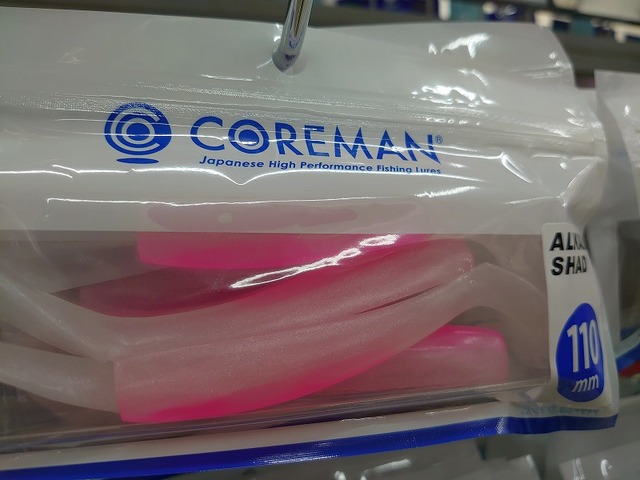 COREMAN®
Japanese High Performance Fishing Lures
SHAD
110
mm